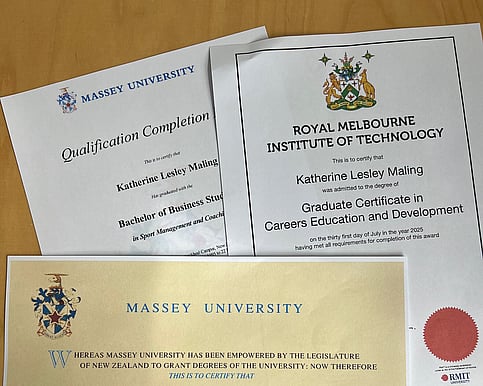 MASSEY UNIVERSITY
Qualification Completion
This is to certify that
Katherine Lesley Maling
Has graduated with the
Bachelor of Business Stu
in Sport Management and Coachi
ROYAL MELBOURNE
INSTITUTE OF TECHNOLOGY
This is to certify that
Katherine Lesley Maling
was admitted to the degree of
Graduate Certificate in
Careers Education and Development
on the thirty first day of July in the year 2025
having met all requirements for completion of this award
RMIT
UNIVERSITY
MASSEY UNIVERSITY
WHEREAS MASSEY UNIVERSITY HAS BEEN EMPOWERED BY THE LEGISLATURE
OF NEW ZEALAND TO GRANT DEGREES OF THE UNIVERSITY: NOW THEREFORE
THIS IS TO CERTIFY THAT